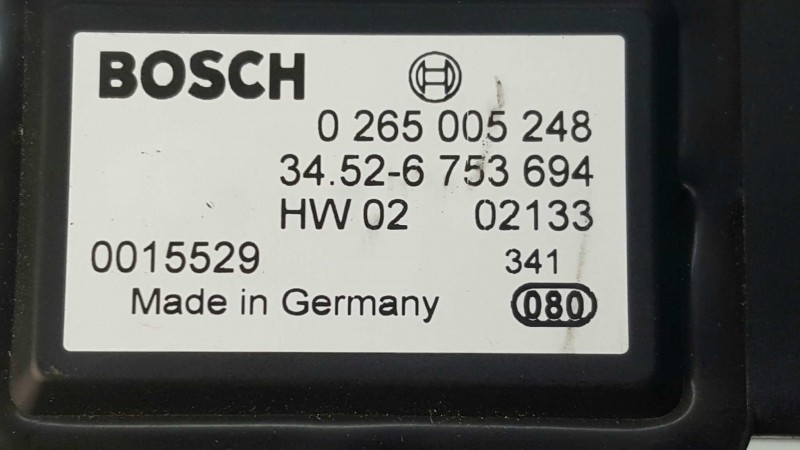 BOSCH
0 265 005 248
34.52-6 753 694
HW 02 02133
0015529 341
Made in Germany 080